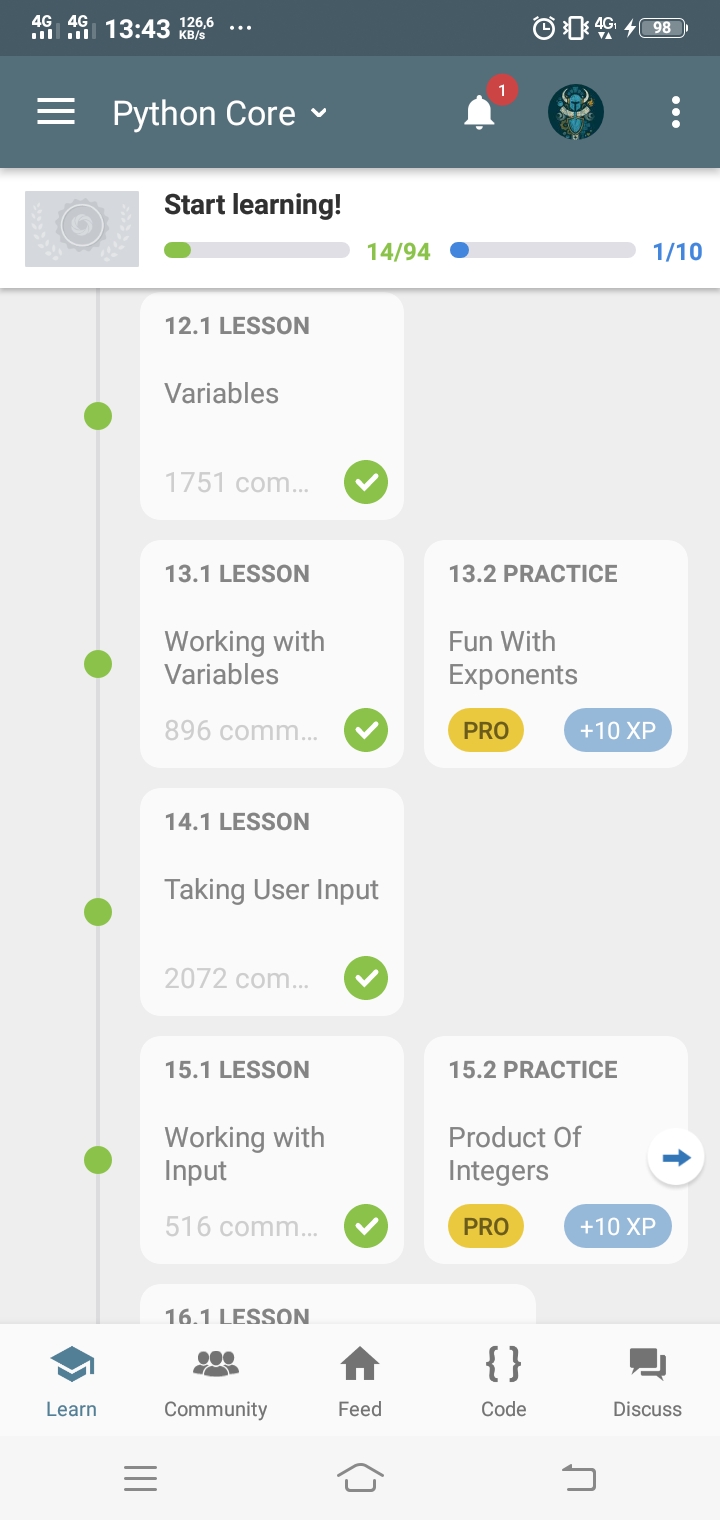 4G 4G 13:43 126,6 KB/s ... 4G 98
Python Core
1
Start learning!
14/94 1/10
12.1 LESSON
Variables
1751 com...
13.1 LESSON
Working with
Variables
896 comm...
13.2 PRACTICE
Fun With
Exponents
PRO +10 XP
14.1 LESSON
Taking User Input
2072 com...
15.1 LESSON
Working with
Input
516 comm...
15.2 PRACTICE
Product Of
Integers
PRO +10 XP
16.1 LESSON
{ }
Learn Community Feed Code Discuss